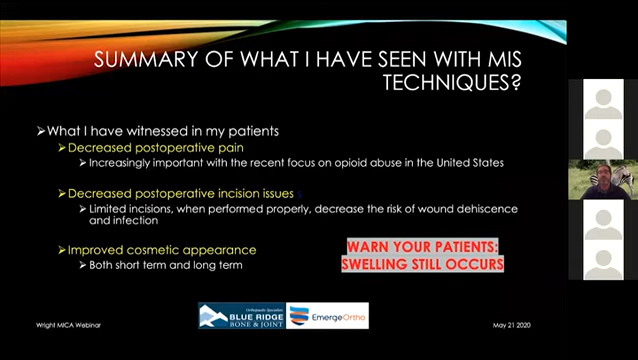 SUMMARY OF WHAT I HAVE SEEN WITH MIS
TECHNIQUES?
What I have witnessed in my patients
Decreased postoperative pain
Increasingly important with the recent focus on opioid abuse in the United States
Decreased postoperative incision issues s
Limited incisions, when performed properly, decrease the risk of wound dehiscence
and infection
Improved cosmetic appearance
Both short term and long term
WARN YOUR PATIENTS:
SWELLING STILL OCCURS
Orthopaedic Specialists
BLUE RIDGE
BONE & JOINT
EmergeOrtho
Wright MICA Webinar
May 21 2020